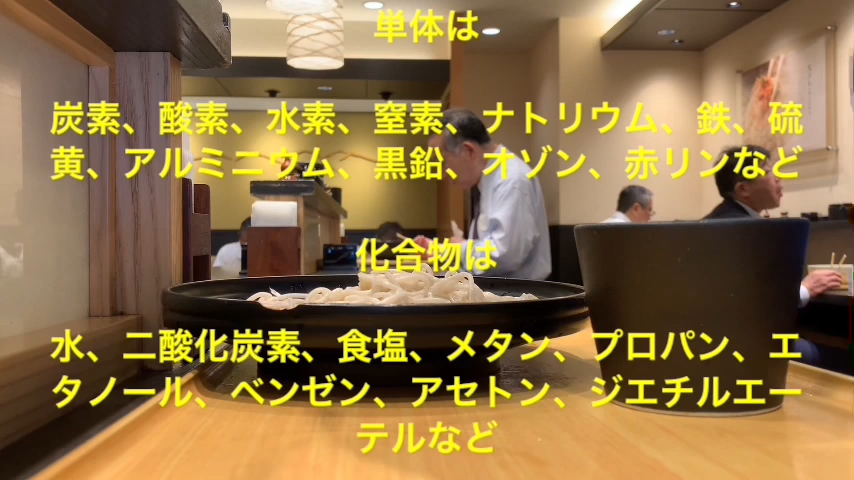 単体は
炭素、酸素、水素、窒素、ナトリウム、鉄、硫
黄、アルミニウム、黒鉛、オゾン、赤リンなど
化合物は
水、二酸化炭素、食塩、メタン、プロパン、エ
タノール、ベンゼン、アセトン、ジエチルエー
テルなど